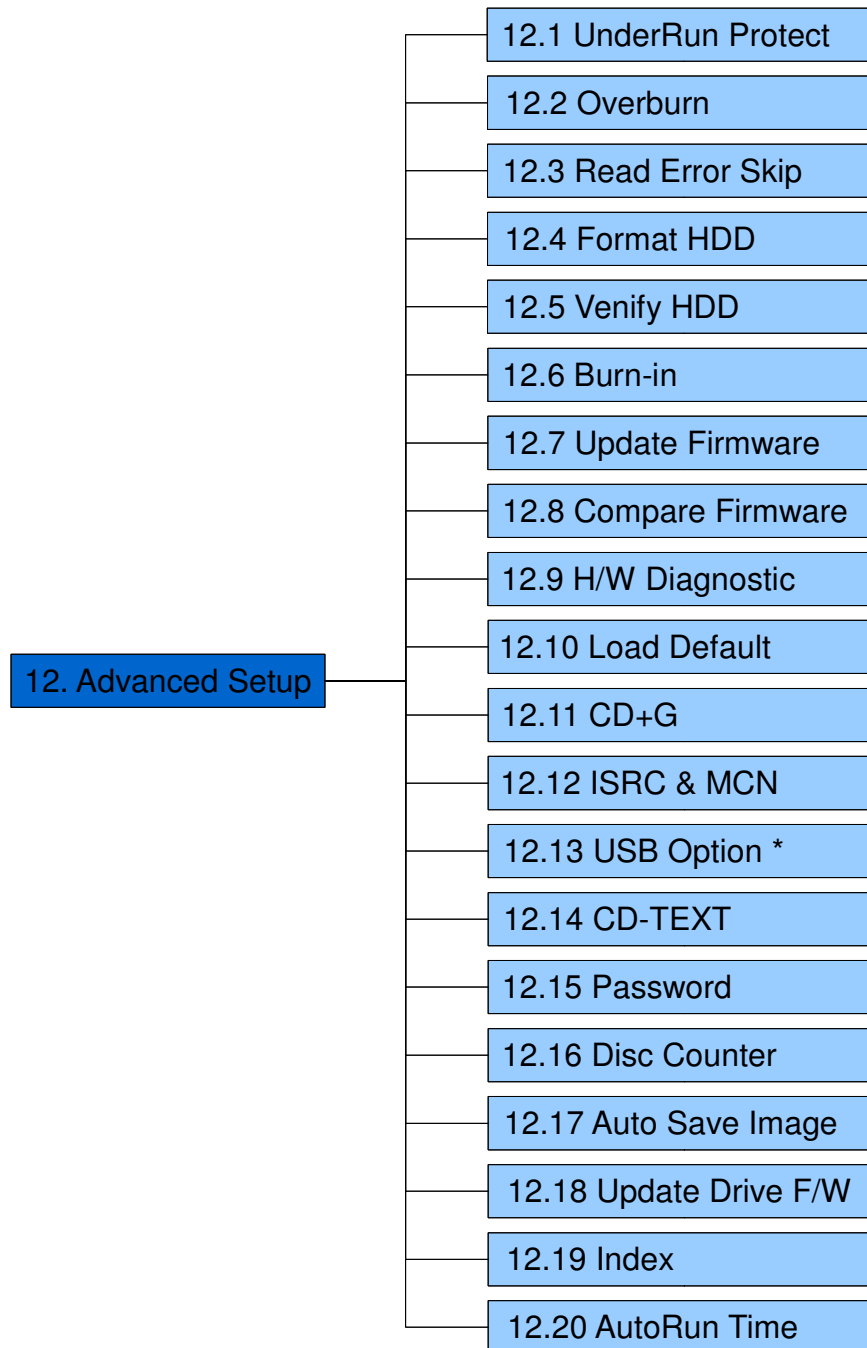 12. Advanced Setup
12.1 UnderRun Protect
12.2 Overburn
12.3 Read Error Skip
12.4 Format HDD
12.5 Venify HDD
12.6 Burn-in
12.7 Update Firmware
12.8 Compare Firmware
12.9 H/W Diagnostic
12.10 Load Default
12.11 CD+G
12.12 ISRC & MCN
12.13 USB Option *
12.14 CD-TEXT
12.15 Password
12.16 Disc Counter
12.17 Auto Save Image
12.18 Update Drive F/W
12.19 Index
12.20 AutoRun Time